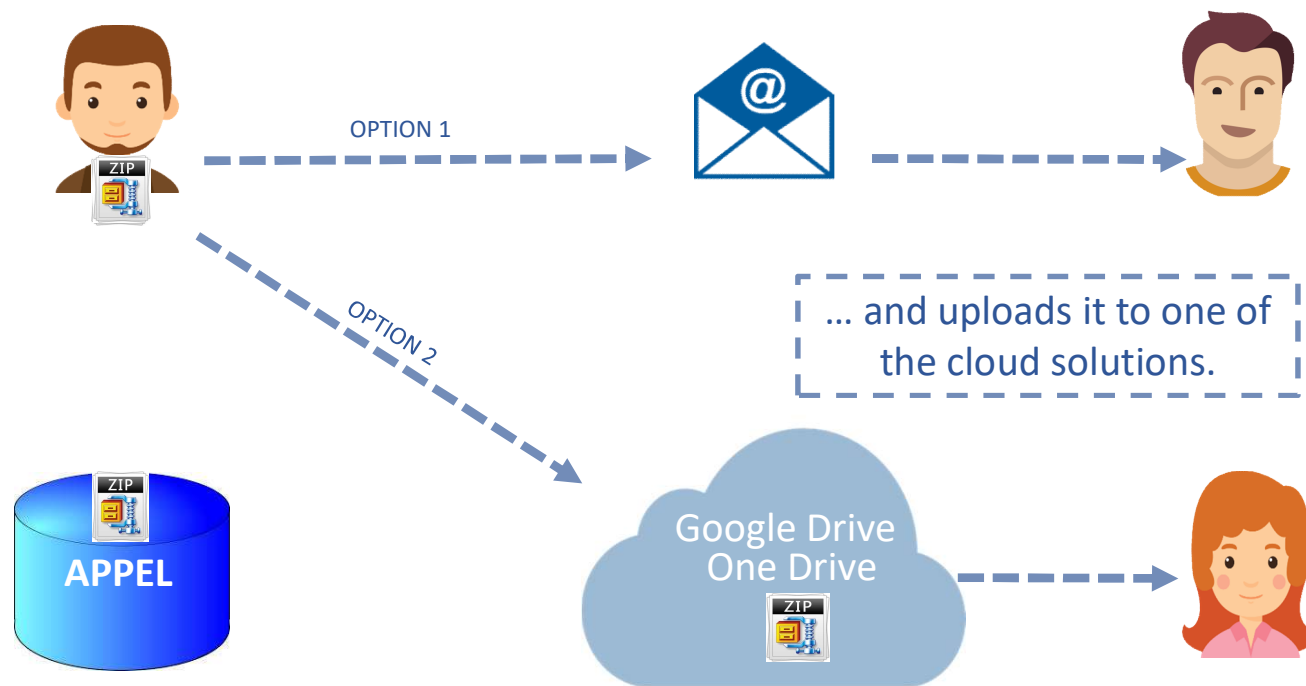 @
OPTION 1
ZIP
OPTION 2
... and uploads it to one of
the cloud solutions.
ZIP
APPEL
Google Drive
One Drive
ZIP